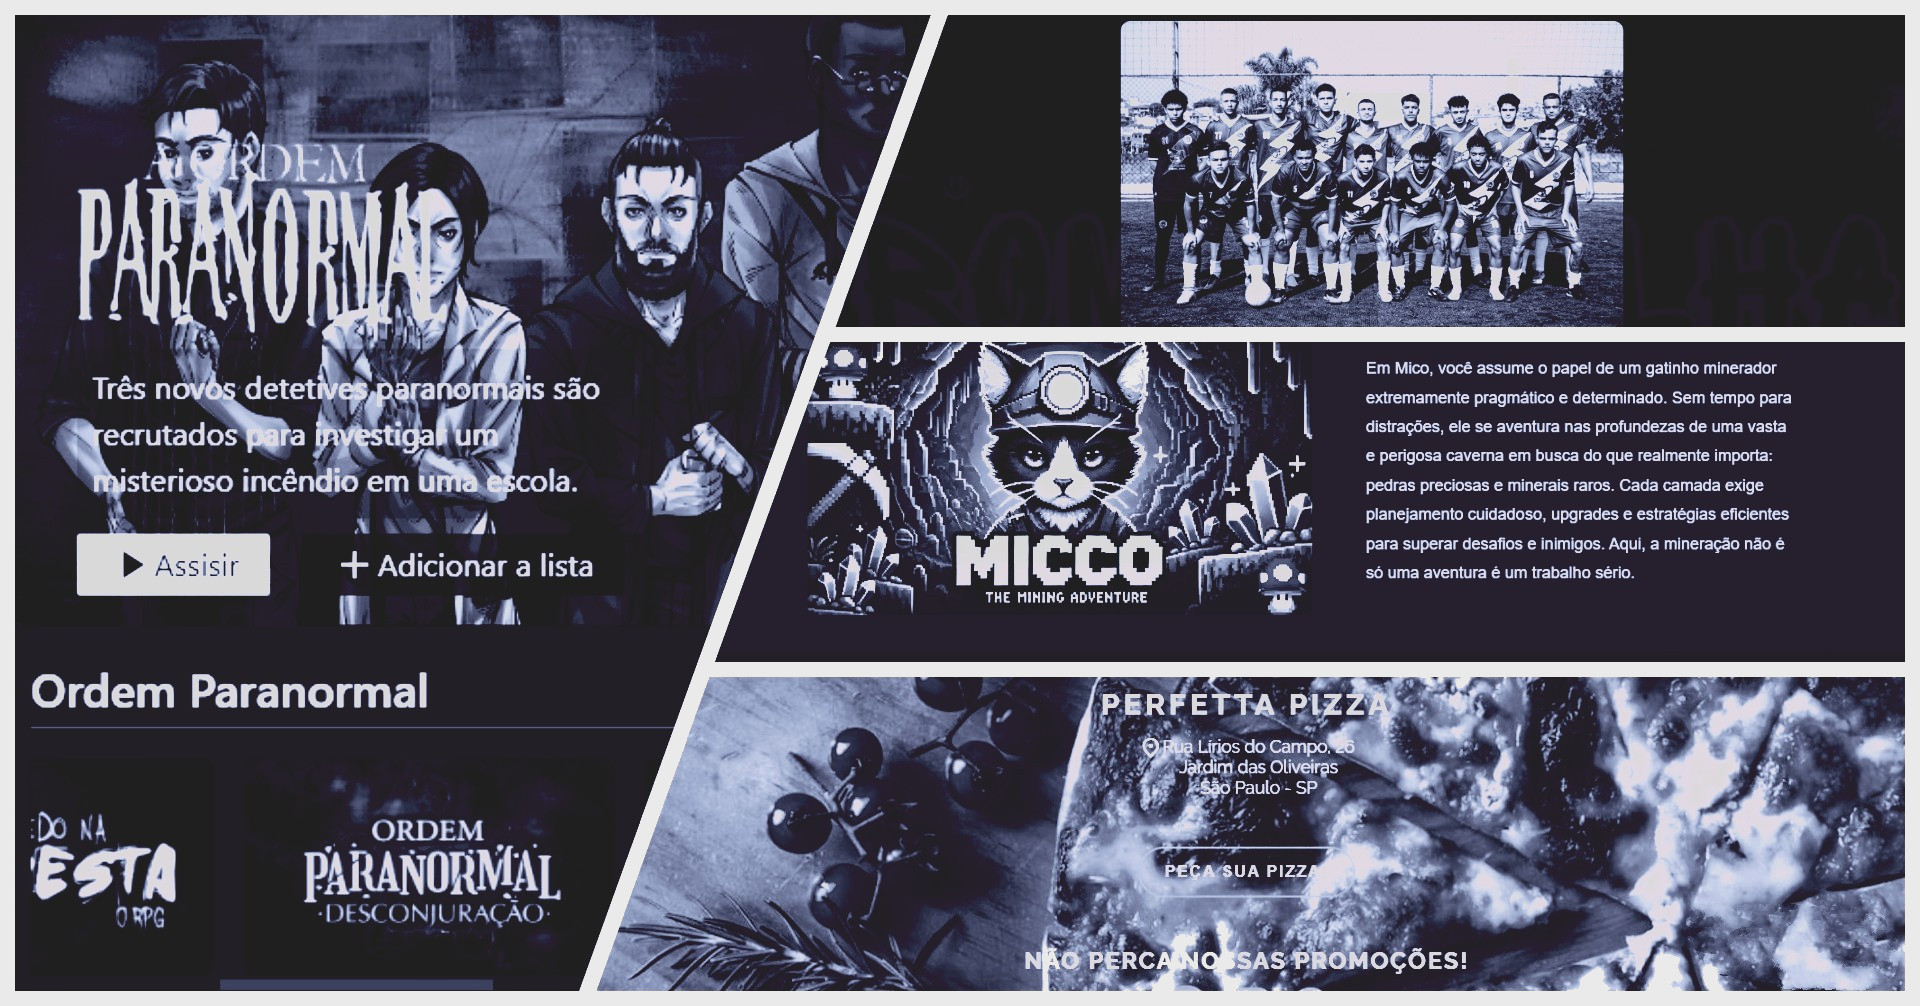 A ORDEM
PARANORMAL
Três novos detetives paranormais são
recrutados para investigar um
misterioso incêndio em uma escola.
Assisir
+ Adicionar a lista
Ordem Paranormal
DO NA
ESTA
O RPG
ORDEM
PARANORMAL
·DESCONJURAÇÃO·
MICCO
THE MINING ADVENTURE
Em Mico, você assume o papel de um gatinho minerador
extremamente pragmático e determinado. Sem tempo para
distrações, ele se aventura nas profundezas de uma vasta
e perigosa caverna em busca do que realmente importa:
pedras preciosas e minerais raros. Cada camada exige
planejamento cuidadoso, upgrades e estratégias eficientes
para superar desafios e inimigos. Aqui, a mineração não é
só uma aventura é um trabalho sério.
PERFETTA PIZZA
Rua Lírios do Campo, 26
Jardim das Oliveiras
São Paulo - SP
PEÇA SUA PIZZA
NÃO PERCA NOSSAS PROMOÇÕES!